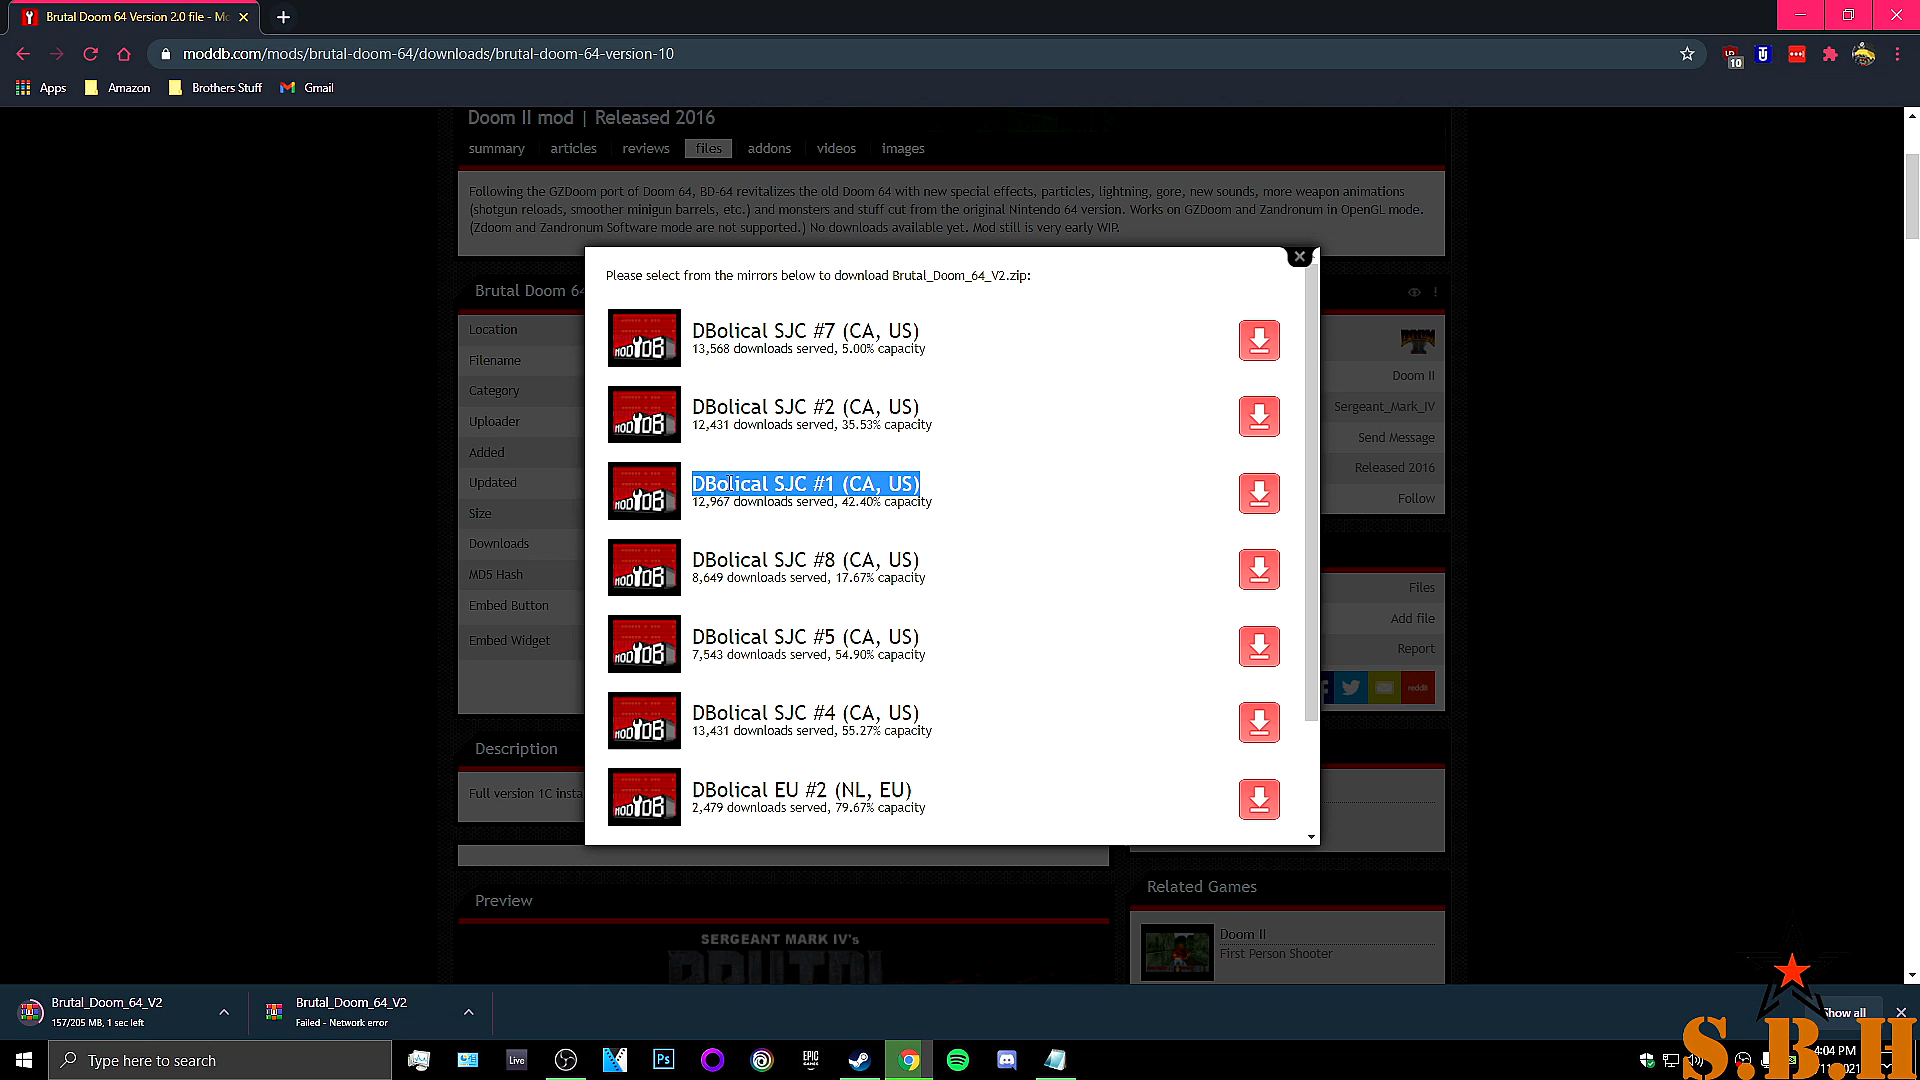 Brutal Doom 64 Version 2.0 file - Mo
moddb.com/mods/brutal-doom-64/downloads/brutal-doom-64-version-10
10
Apps
Amazon
Brothers Stuff
Gmail
Doom II mod | Released 2016
summary
articles
reviews
files
addons
videos
images
Following the GZDoom port of Doom 64, BD-64 revitalizes the old Doom 64 with new special effects, particles, lightning, gore, new sounds, more weapon animations
(shotgun reloads, smoother minigun barrels, etc.) and monsters and stuff cut from the original Nintendo 64 version. Works on GZDoom and Zandronum in OpenGL mode.
(Zdoom and Zandronum Software mode are not supported.) No downloads available yet. Mod still is very early WIP.
Brutal Doom 64
Location
Filename
Category
Uploader
Added
Updated
Size
Downloads
MD5 Hash
Embed Button
Embed Widget
Please select from the mirrors below to download Brutal_Doom_64_V2.zip:
DBolical SJC #7 (CA, US)
13,568 downloads served, 5.00% capacity
DBolical SJC #2 (CA, US)
12,431 downloads served, 35.53% capacity
DBolical SJC #1 (CA, US)
12,967 downloads served, 42.40% capacity
DBolical SJC #8 (CA, US)
8,649 downloads served, 17.67% capacity
DBolical SJC #5 (CA, US)
7,543 downloads served, 54.90% capacity
DBolical SJC #4 (CA, US)
13,431 downloads served, 55.27% capacity
DBolical EU #2 (NL, EU)
2,479 downloads served, 79.67% capacity
Doom II
Sergeant_Mark_IV
Send Message
Released 2016
Follow
Files
Add file
Report
reddit
Description
Full version 1C insta
Preview
SERGEANT MARK IV's
BRUTAL
Related Games
Doom II
First Person Shooter
Brutal_Doom_64_V2
157/205 MB, 1 sec left
Brutal_Doom_64_V2
Failed - Network error
Show all
Type here to search
Live
Ps
EPIC GAMES
4:04 PM
S.B.H